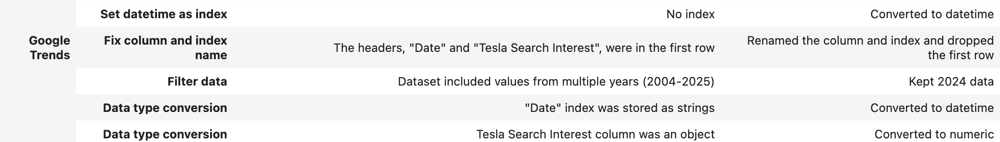 Set datetime as index No index Converted to datetime
Google Trends
Fix column and index name
The headers, "Date" and "Tesla Search Interest", were in the first row
Renamed the column and index and dropped the first row
Filter data Dataset included values from multiple years (2004-2025) Kept 2024 data
Data type conversion "Date" index was stored as strings Converted to datetime
Data type conversion Tesla Search Interest column was an object Converted to numeric